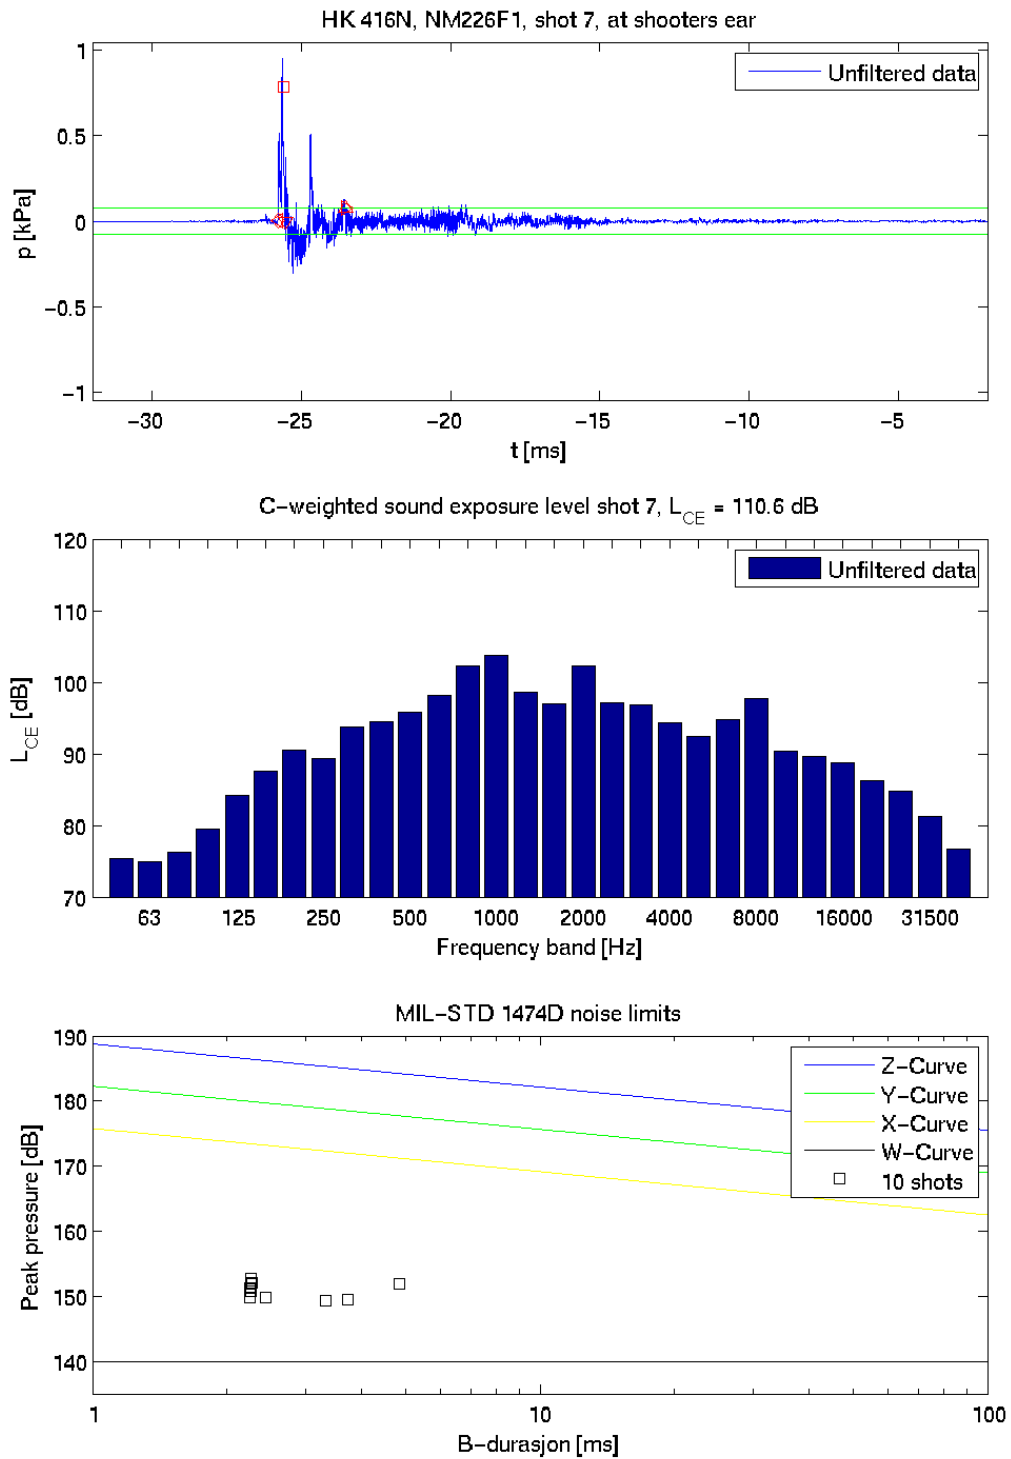 HK 416N, NM226F1, shot 7, at shooters ear
Unfiltered data
1
0.5
0
−0.5
−1
p [kPa]
−30 −25 −20 −15 −10 −5
t [ms]
C−weighted sound exposure level shot 7, L_CE = 110.6 dB
Unfiltered data
120
110
100
90
80
70
L_CE [dB]
63 125 250 500 1000 2000 4000 8000 16000 31500
Frequency band [Hz]
MIL−STD 1474D noise limits
Z−Curve
Y−Curve
X−Curve
W−Curve
10 shots
190
180
170
160
150
140
Peak pressure [dB]
1 10 100
B−durasjon [ms]